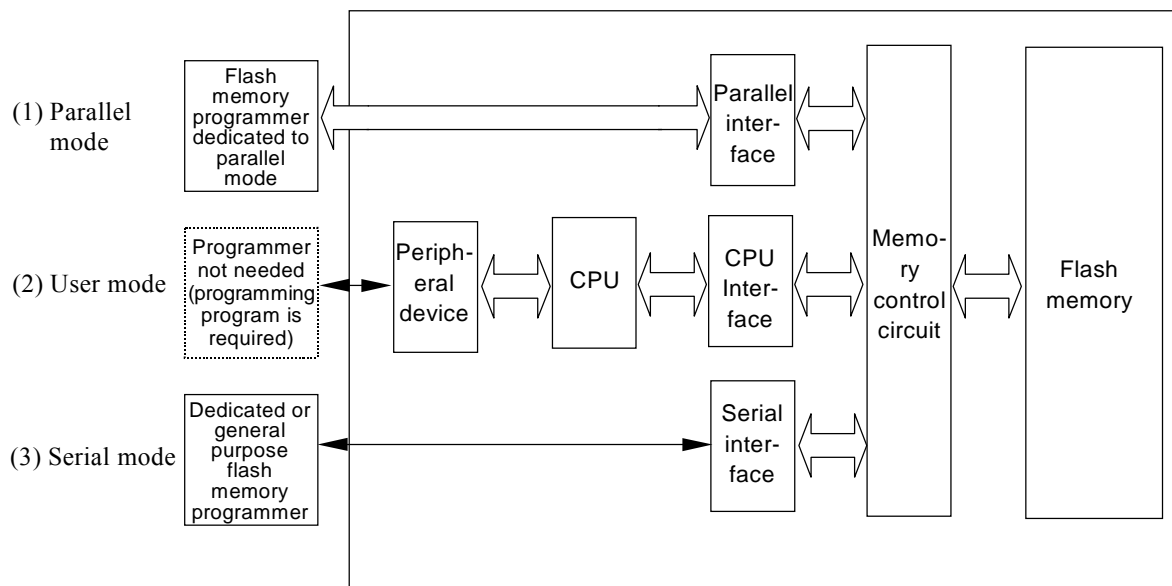 (1) Parallel
mode
Flash
memory
programmer
dedicated to
parallel
mode
Parallel
inter-
face
(2) User mode
Programmer
not needed
(programming
program is
required)
Periph-
eral
device
CPU
CPU
Inter-
face
Memo-
ry
control
circuit
Flash
memory
(3) Serial mode
Dedicated or
general
purpose
flash
memory
programmer
Serial
inter-
face